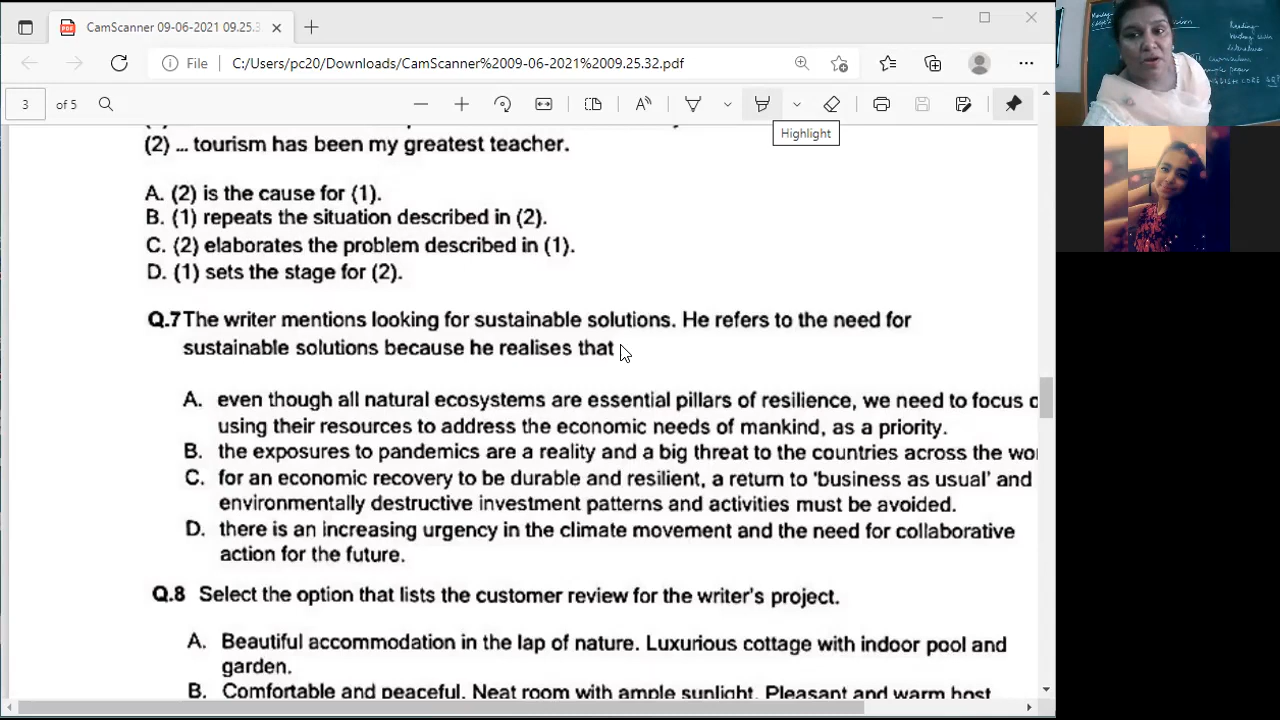 CamScanner 09-06-2021 09.25.3
File
C:/Users/pc20/Downloads/CamScanner%2009-06-2021%2009.25.32.pdf
3 of 5
Highlight
(2) ... tourism has been my greatest teacher.
A. (2) is the cause for (1).
B. (1) repeats the situation described in (2).
C. (2) elaborates the problem described in (1).
D. (1) sets the stage for (2).
Q.7 The writer mentions looking for sustainable solutions. He refers to the need for
sustainable solutions because he realises that
A. even though all natural ecosystems are essential pillars of resilience, we need to focus
using their resources to address the economic needs of mankind, as a priority.
B. the exposures to pandemics are a reality and a big threat to the countries across the
C. for an economic recovery to be durable and resilient, a return to 'business as usual' and
environmentally destructive investment patterns and activities must be avoided.
D. there is an increasing urgency in the climate movement and the need for collaborative
action for the future.
Q.8 Select the option that lists the customer review for the writer's project.
A. Beautiful accommodation in the lap of nature. Luxurious cottage with indoor pool and
garden.
B. Comfortable and peaceful. Neat room with ample sunlight. Pleasant and warm host
Reading
Literature